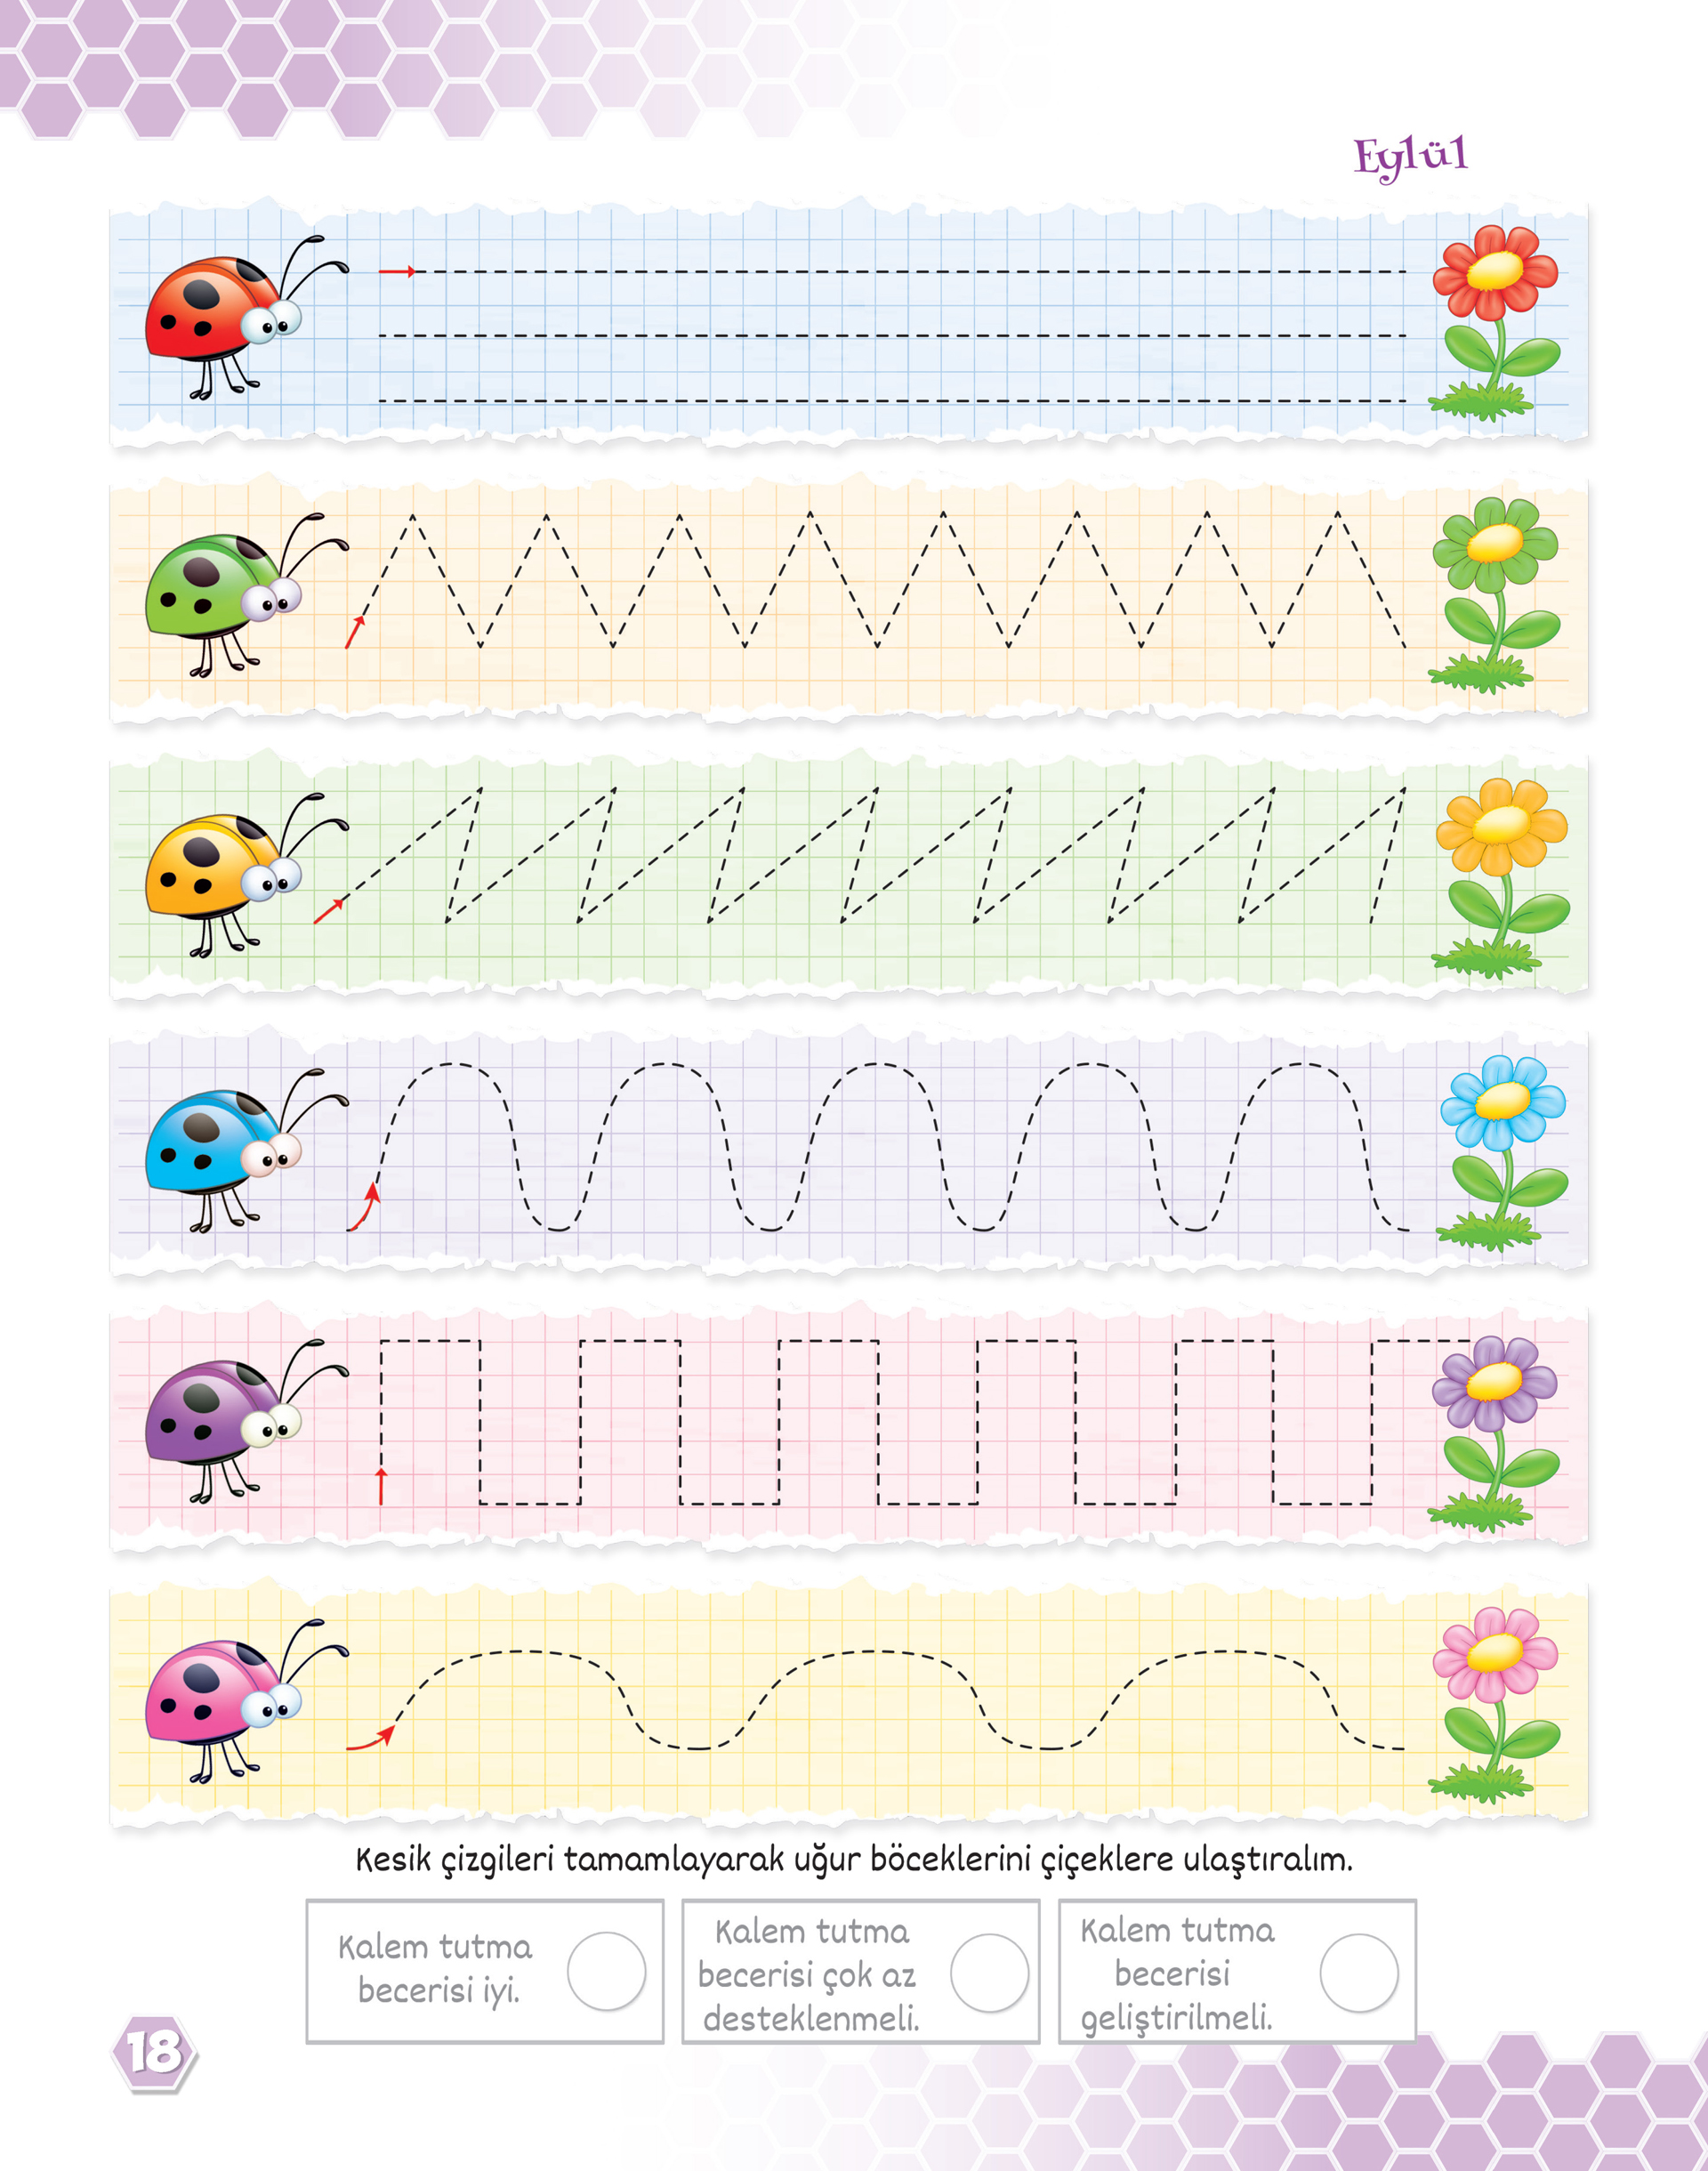 Eylül
Kesik çizgileri tamamlayarak uğur böceklerini çiçeklere ulaştıralım.
Kalem tutma
becerisi iyi.
Kalem tutma
becerisi çok az
desteklenmeli.
Kalem tutma
becerisi
geliştirilmeli.
18